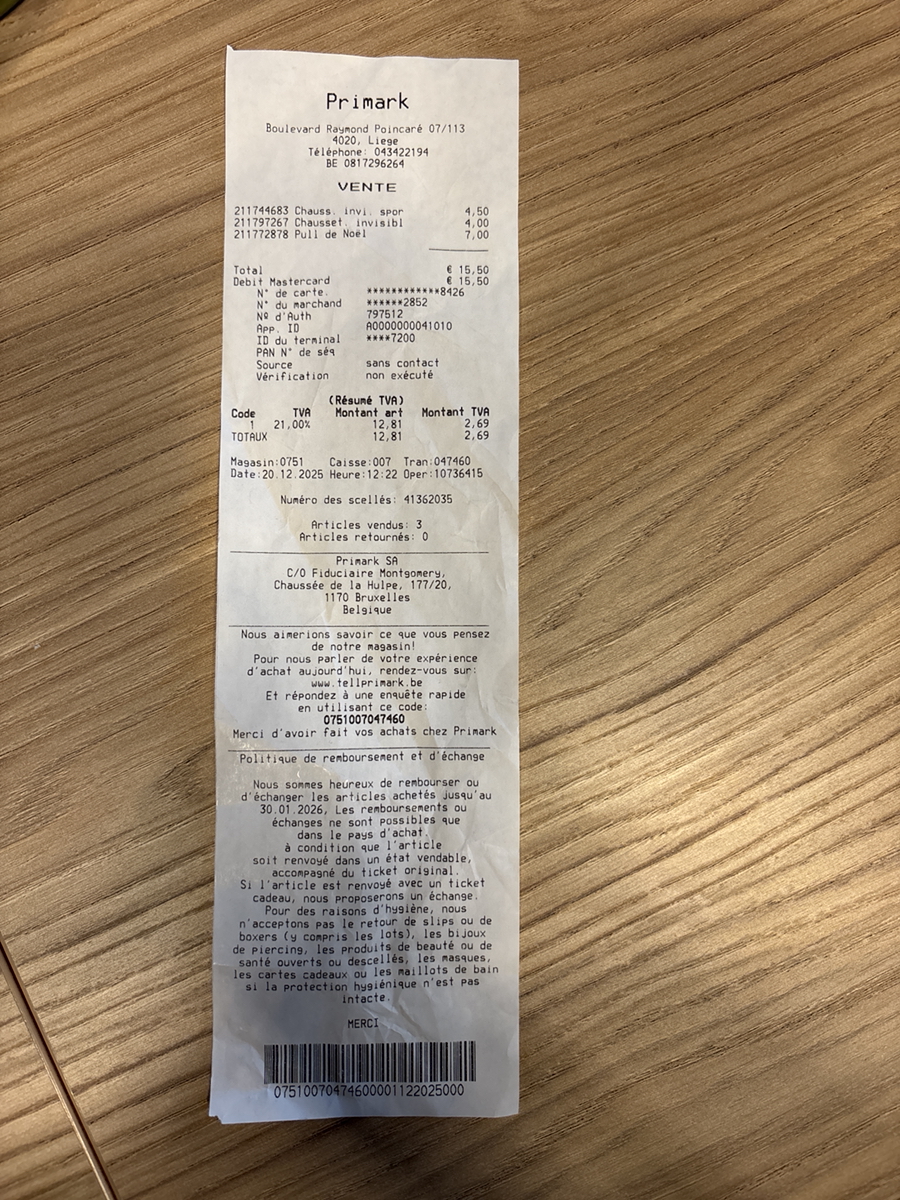 Primark
Boulevard Raymond Poincaré 07/113
4020, Liege
Téléphone: 043422194
BE 0817296264
VENTE
211744683 Chauss. invi. spor 4,50
211797267 Chausset. invisibl 4,00
211772878 Pull de Noël 7,00
Total € 15,50
Debit Mastercard € 15,50
N° de carte. ************8426
N° du marchand ******2852
Nº d'Auth 797512
App. ID A0000000041010
ID du terminal ****7200
PAN N° de séq
Source sans contact
Vérification non exécuté
(Résumé TVA)
Code TVA Montant art Montant TVA
1 21,00% 12,81 2,69
TOTAUX 12,81 2,69
Magasin:0751 Caisse:007 Tran:047460
Date:20.12.2025 Heure:12:22 Oper:10736415
Numéro des scellés: 41362035
Articles vendus: 3
Articles retournés: 0
Primark SA
C/O Fiduciaire Montgomery,
Chaussée de la Hulpe, 177/20,
1170 Bruxelles
Belgique
Nous aimerions savoir ce que vous pensez
de notre magasin!
Pour nous parler de votre expérience
d'achat aujourd'hui, rendez-vous sur:
www.tellprimark.be
Et répondez à une enquête rapide
en utilisant ce code:
0751007047460
Merci d'avoir fait vos achats chez Primark
Politique de remboursement et d'échange
Nous sommes heureux de rembourser ou
d'échanger les articles achetés jusqu'au
30.01.2026, Les remboursements ou
échanges ne sont possibles que
dans le pays d'achat.
à condition que l'article
soit renvoyé dans un état vendable,
accompagné du ticket original.
Si l'article est renvoyé avec un ticket
cadeau, nous proposerons un échange.
Pour des raisons d'hygiène, nous
n'acceptons pas le retour de slips ou de
boxers (y compris les lots), les bijoux
de piercing, les produits de beauté ou de
santé ouverts ou descellés, les masques,
les cartes cadeaux ou les maillots de bain
si la protection hygiénique n'est pas
intacte.
MERCI
07510070474600001122025000